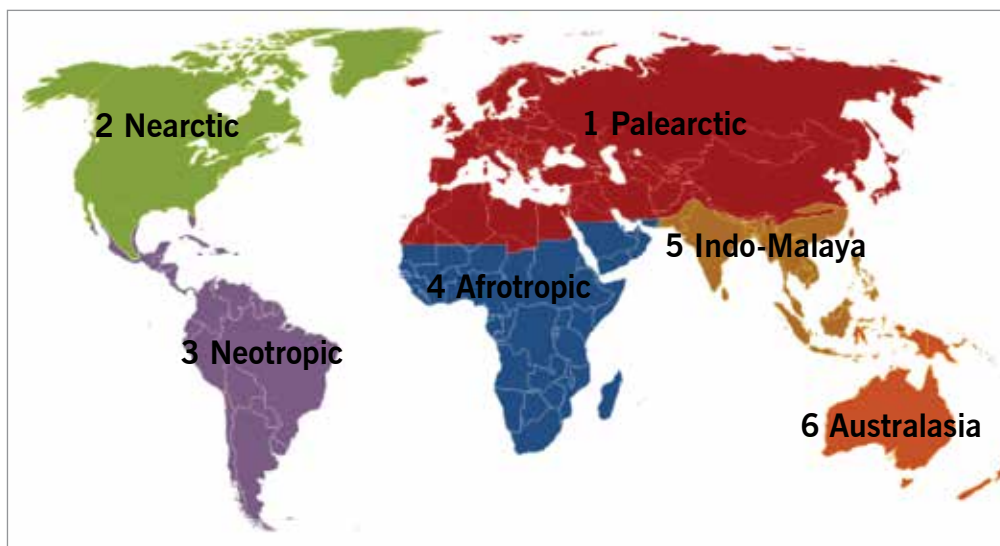 2 Nearctic
1 Palearctic
5 Indo-Malaya
4 Afrotropic
3 Neotropic
6 Australasia